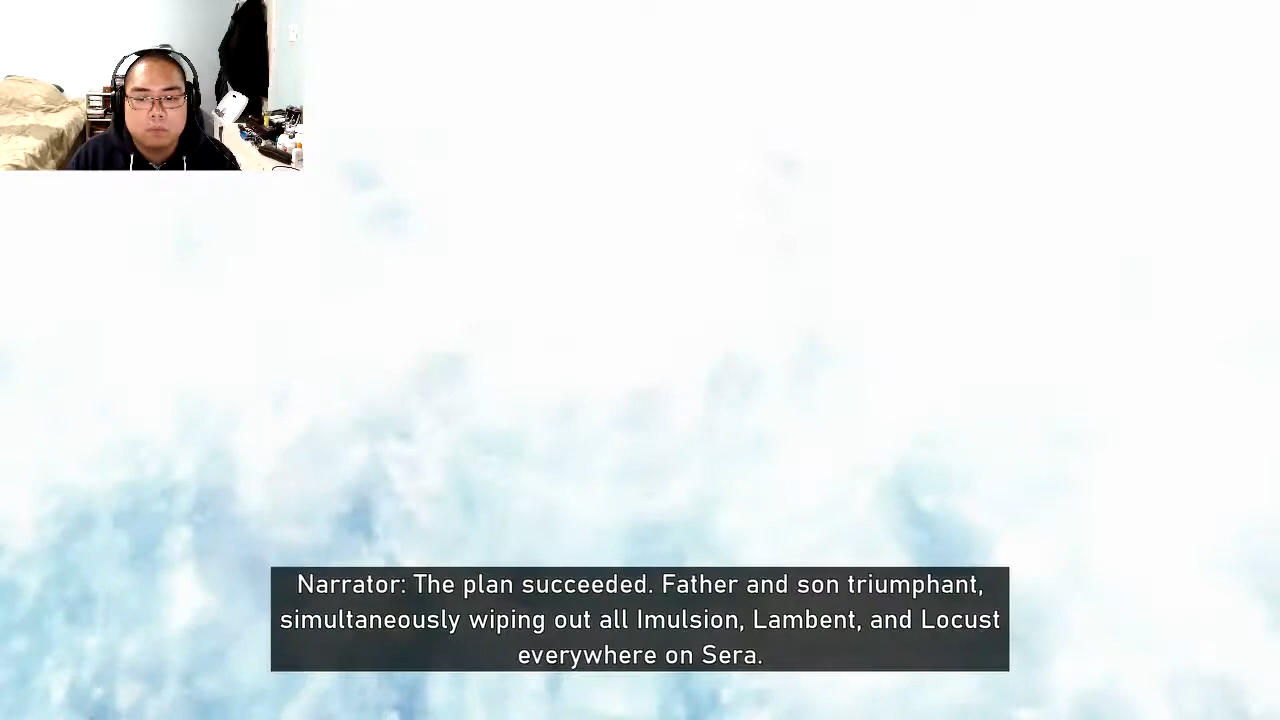 Narrator: The plan succeeded. Father and son triumphant,
simultaneously wiping out all Imulsion, Lambent, and Locust
everywhere on Sera.